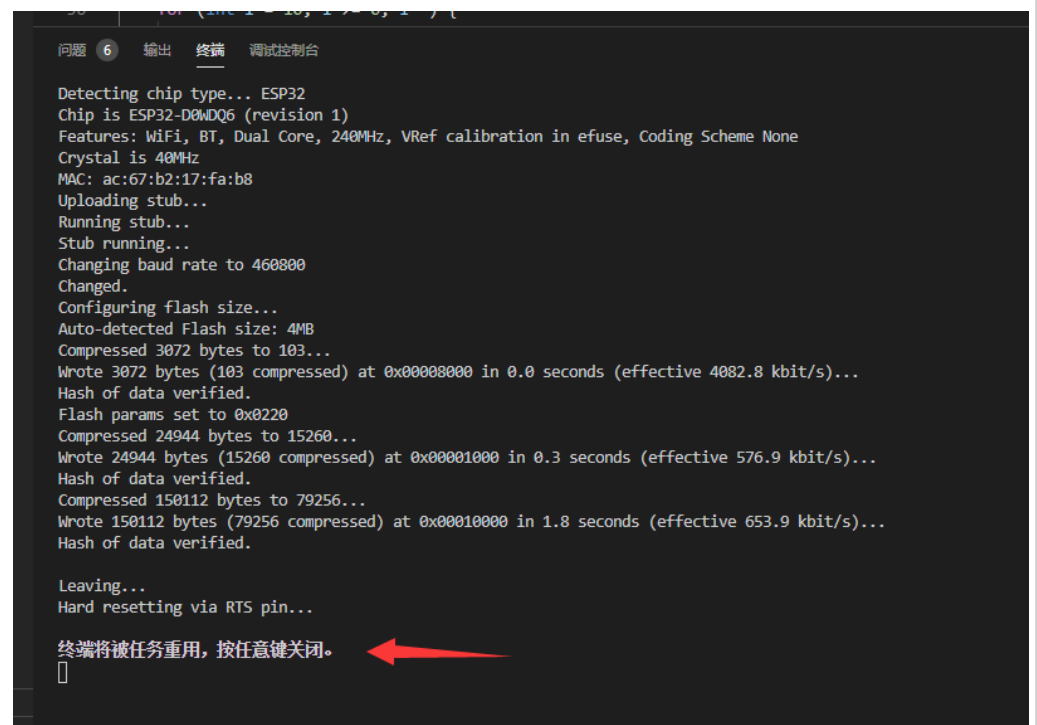 问题 6 输出 终端 调试控制台
Detecting chip type... ESP32
Chip is ESP32-D0WDQ6 (revision 1)
Features: WiFi, BT, Dual Core, 240MHz, VRef calibration in efuse, Coding Scheme None
Crystal is 40MHz
MAC: ac:67:b2:17:fa:b8
Uploading stub...
Running stub...
Stub running...
Changing baud rate to 460800
Changed.
Configuring flash size...
Auto-detected Flash size: 4MB
Compressed 3072 bytes to 103...
Wrote 3072 bytes (103 compressed) at 0x00008000 in 0.0 seconds (effective 4082.8 kbit/s)...
Hash of data verified.
Flash params set to 0x0220
Compressed 24944 bytes to 15260...
Wrote 24944 bytes (15260 compressed) at 0x00001000 in 0.3 seconds (effective 576.9 kbit/s)...
Hash of data verified.
Compressed 150112 bytes to 79256...
Wrote 150112 bytes (79256 compressed) at 0x00010000 in 1.8 seconds (effective 653.9 kbit/s)...
Hash of data verified.
Leaving...
Hard resetting via RTS pin...
终端将被任务重用，按任意键关闭。